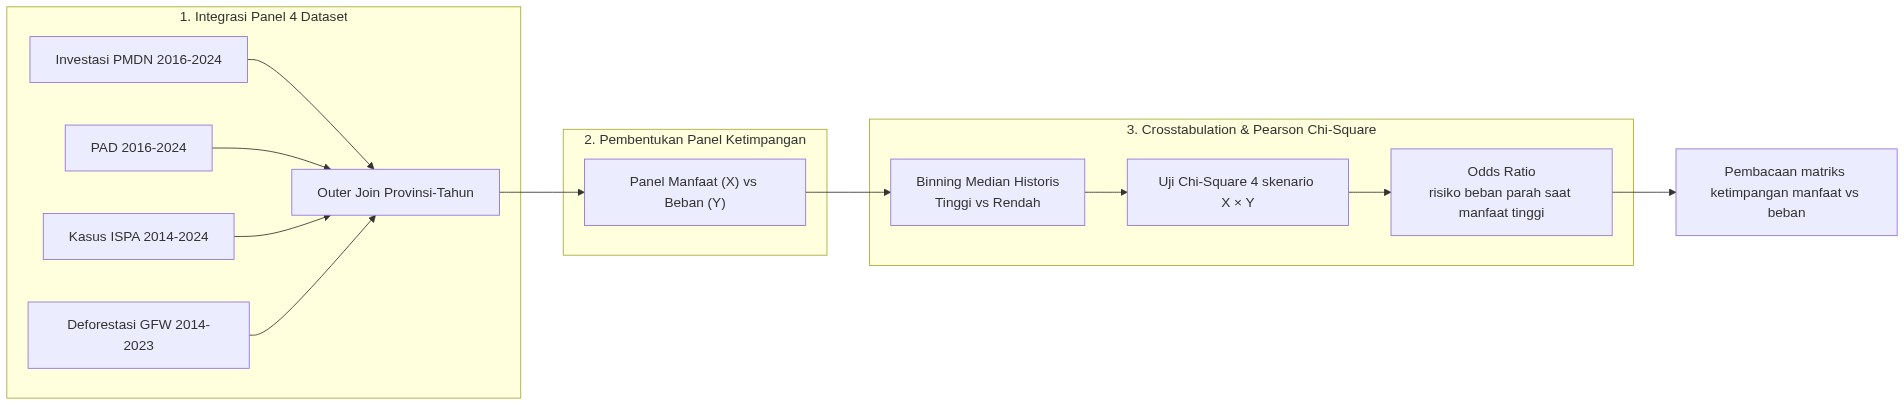 1. Integrasi Panel 4 Dataset
Investasi PMDN 2016-2024
PAD 2016-2024
Kasus ISPA 2014-2024
Deforestasi GFW 2014-
2023
Outer Join Provinsi-Tahun
2. Pembentukan Panel Ketimpangan
Panel Manfaat (X) vs
Beban (Y)
3. Crosstabulation & Pearson Chi-Square
Binning Median Historis
Tinggi vs Rendah
Uji Chi-Square 4 skenario
X × Y
Odds Ratio
risiko beban parah saat
manfaat tinggi
Pembacaan matriks
ketimpangan manfaat vs
beban